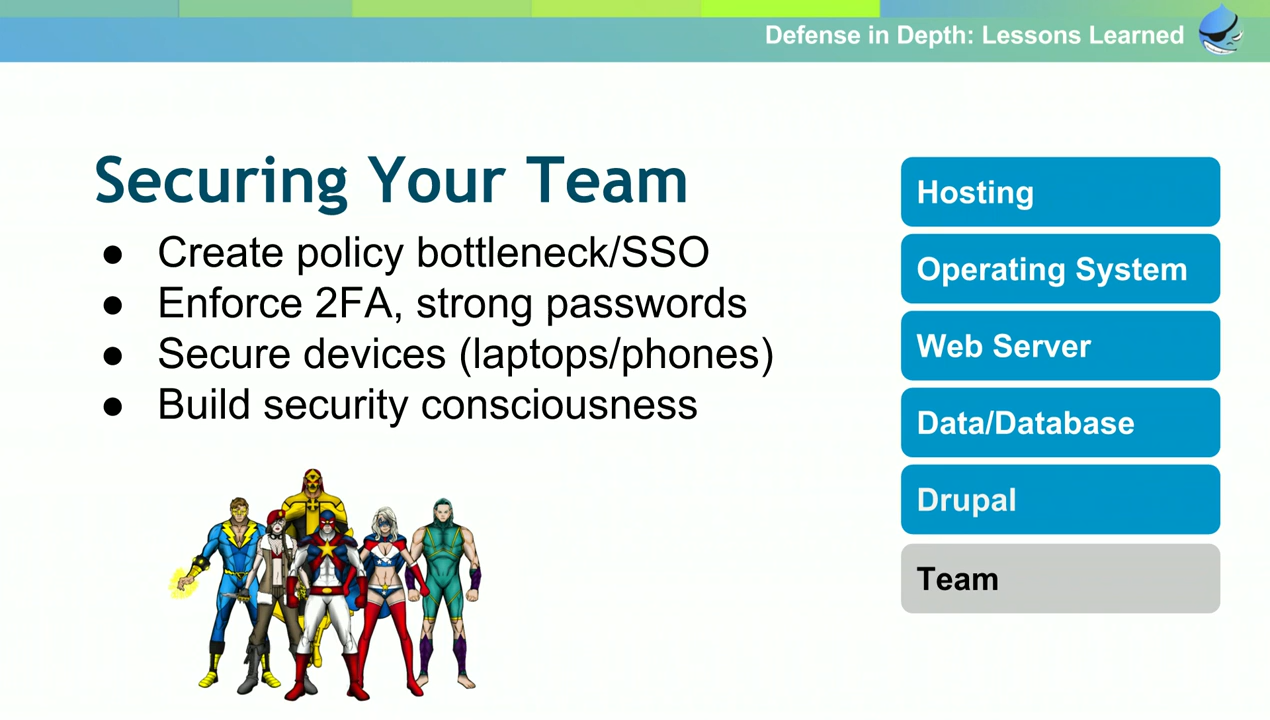 Defense in Depth: Lessons Learned
Securing Your Team
● Create policy bottleneck/SSO
● Enforce 2FA, strong passwords
● Secure devices (laptops/phones)
● Build security consciousness
Hosting
Operating System
Web Server
Data/Database
Drupal
Team